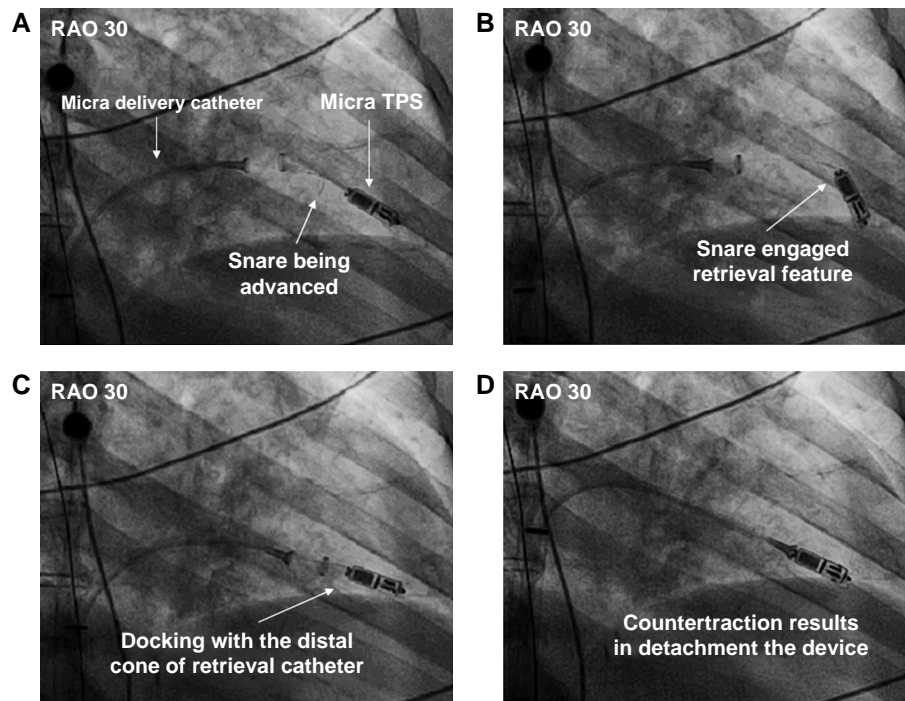 A
RAO 30
Micra delivery catheter
Micra TPS
Snare being
advanced
B
RAO 30
Snare engaged
retrieval feature
C
RAO 30
Docking with the distal
cone of retrieval catheter
D
RAO 30
Countertraction results
in detachment the device